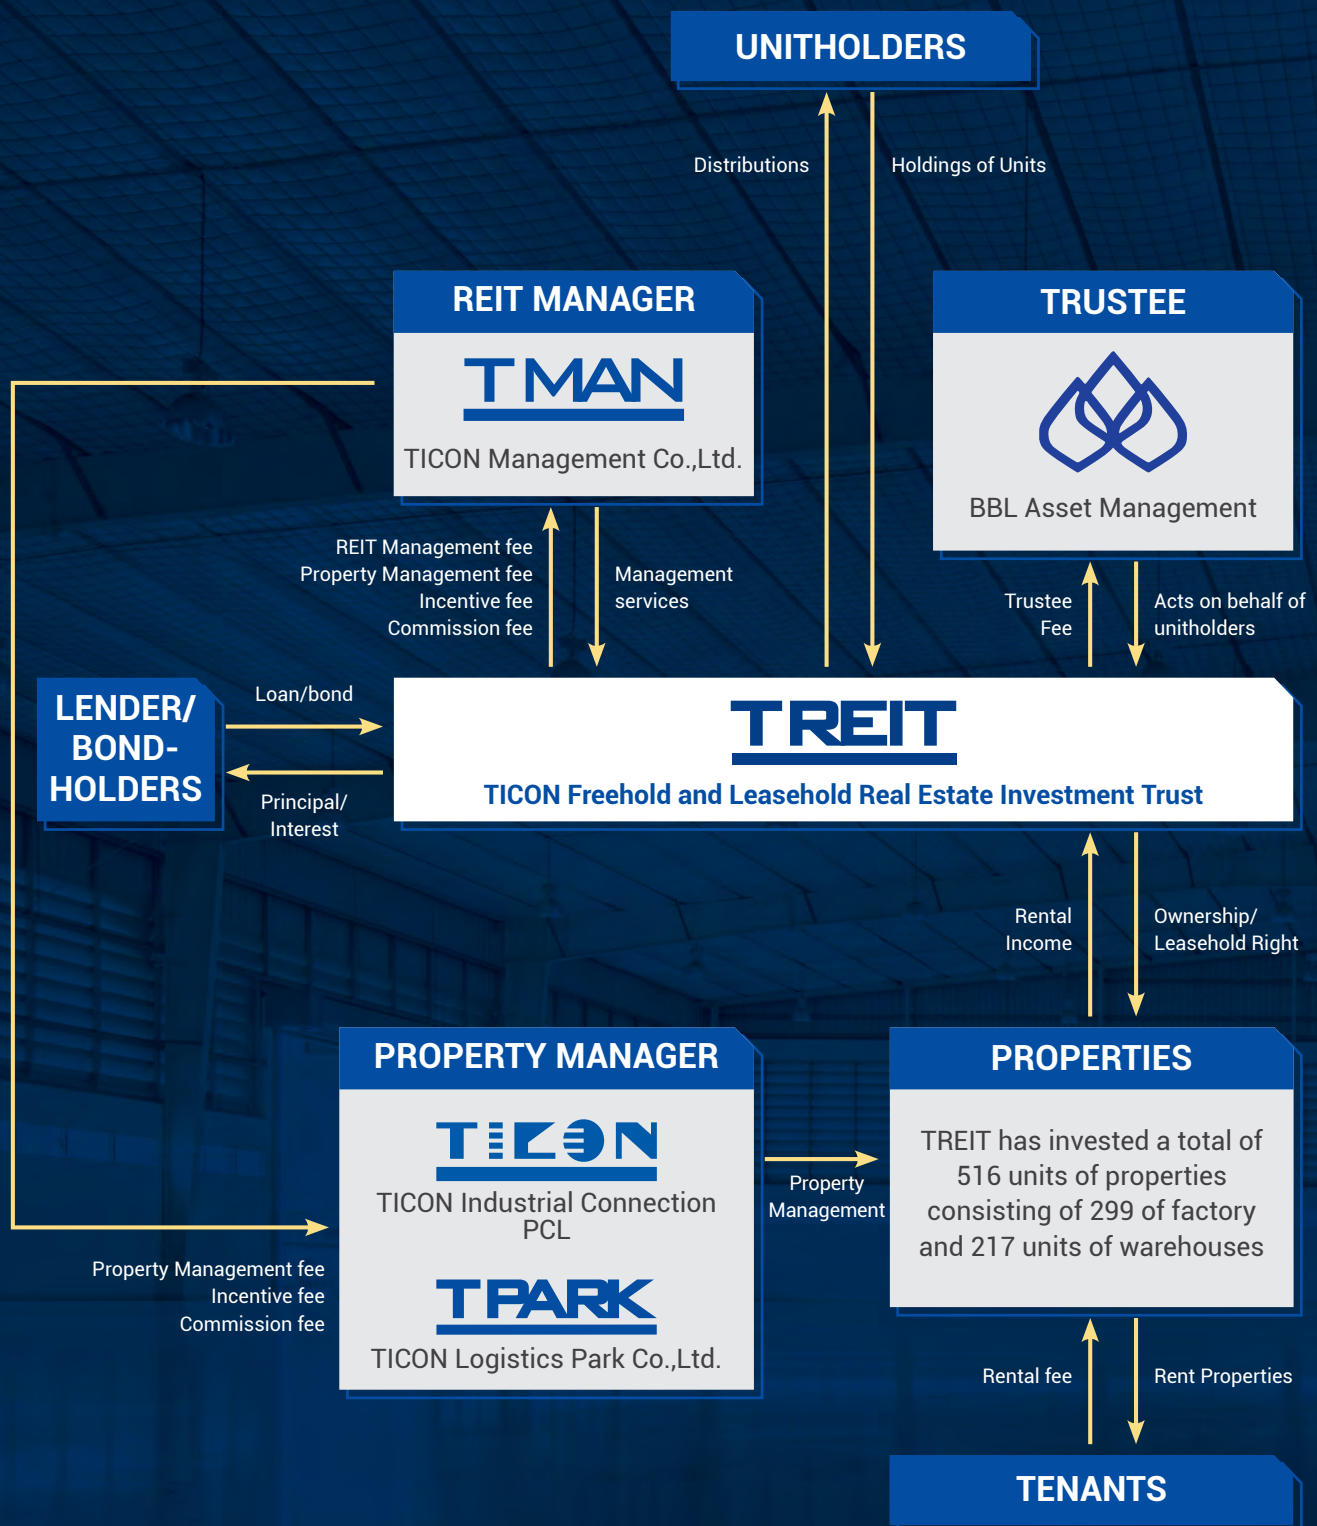 UNITHOLDERS
Distributions
Holdings of Units
REIT MANAGER
TMAN
TICON Management Co.,Ltd.
TRUSTEE
BBL Asset Management
REIT Management fee
Property Management fee
Incentive fee
Commission fee
Management
services
Trustee
Fee
Acts on behalf of
unitholders
LENDER/
BOND-
HOLDERS
Loan/bond
Principal/
Interest
TREIT
TICON Freehold and Leasehold Real Estate Investment Trust
Rental
Income
Ownership/
Leasehold Right
PROPERTY MANAGER
TICON
TICON Industrial Connection
PCL
TPARK
TICON Logistics Park Co.,Ltd.
Property Management fee
Incentive fee
Commission fee
Property
Management
PROPERTIES
TREIT has invested a total of
516 units of properties
consisting of 299 of factory
and 217 units of warehouses
Rental fee
Rent Properties
TENANTS